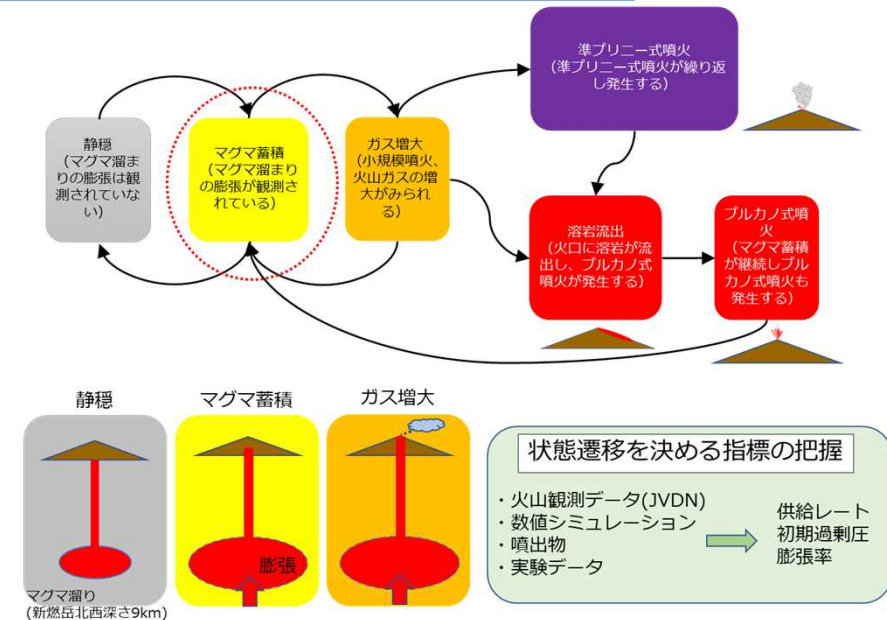 準プリニー式噴火
（準プリニー式噴火が繰り返
し発生する）
静穏
（マグマ溜ま
りの膨張は観
測されていな
い）
マグマ蓄積
（マグマ溜まり
の膨張が観測さ
れている）
ガス増大
（小規模噴火、
火山ガスの増
大がみられ
る）
溶岩流出
（火口に溶岩が流
出し、ブルカノ式
噴火が発生する）
ブルカノ式噴
火
（マグマ蓄積
が継続しブル
カノ式噴火も
発生する）
静穏
マグマ溜り
(新燃岳北西深さ9km)
マグマ蓄積
膨張
ガス増大
状態遷移を決める指標の把握
・火山観測データ(JVDN)
・数値シミュレーション
・噴出物
・実験データ
供給レート
初期過剰圧
膨張率